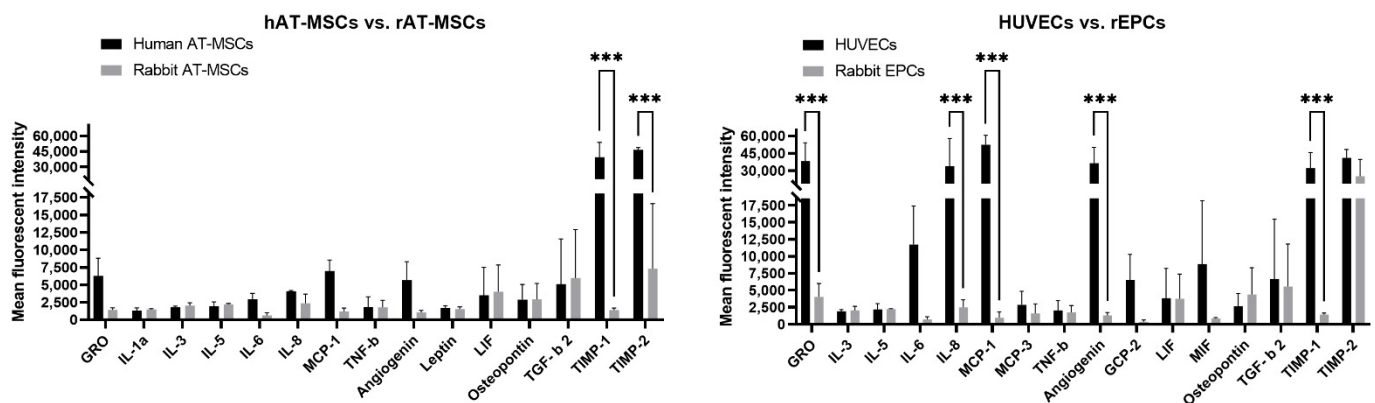 hAT-MSCs vs. rAT-MSCs
Human AT-MSCs
Rabbit AT-MSCs
***
***
Mean fluorescent intensity
60,000
45,000
30,000
17,500
15,000
12,500
10,000
7,500
5,000
2,500
0
GRO
IL-1a
IL-3
IL-5
IL-6
IL-8
MCP-1
TNF-b
Angiogenin
Leptin
LIF
Osteopontin
TGF- b 2
TIMP-1
TIMP-2
HUVECs vs. rEPCs
HUVECs
Rabbit EPCs
***
***
***
***
***
Mean fluorescent intensity
60,000
45,000
30,000
17,500
15,000
12,500
10,000
7,500
5,000
2,500
0
GRO
IL-3
IL-5
IL-6
IL-8
MCP-1
MCP-3
TNF-b
Angiogenin
GCP-2
LIF
MIF
Osteopontin
TGF- b 2
TIMP-1
TIMP-2